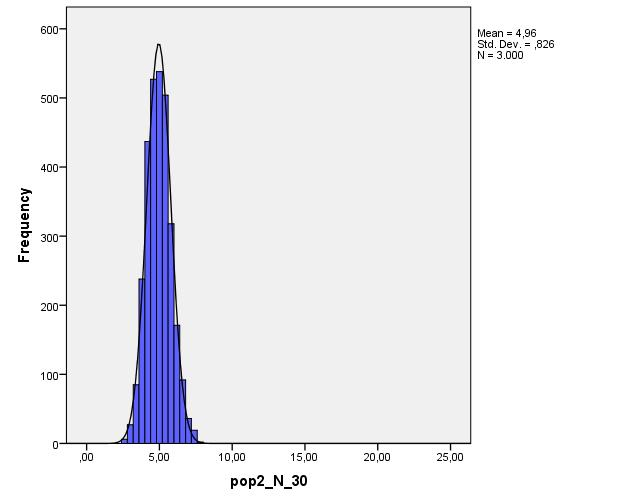 Mean = 4,96
Std. Dev. = ,826
N = 3.000
600
500
400
300
200
100
0
Frequency
,00
5,00
10,00
15,00
20,00
25,00
pop2_N_30